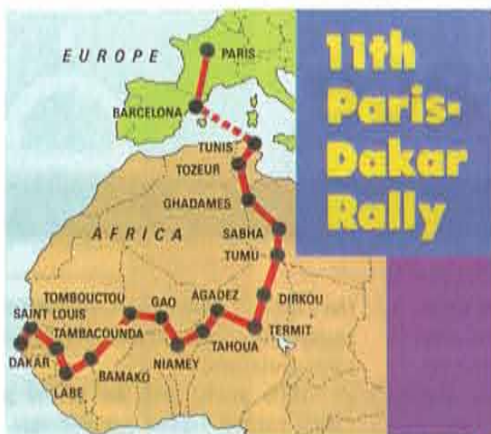 11th
Paris-
Dakar
Rally
EUROPE
PARIS
BARCELONA
TUNIS
TOZEUR
GHADAMES
AFRICA
SABHA
TUMU
TOMBOUCTOU
GAO
AGADEZ
DIRKOU
SAINT LOUIS
TAMBACOUNDA
TERMIT
DAKAR
TAHOUA
NIAMEY
BAMAKO
LABE